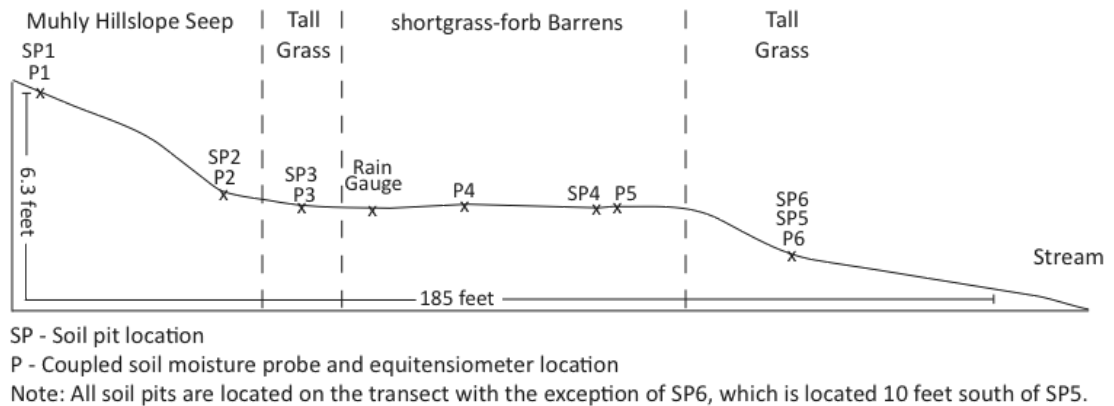 Muhly Hillslope Seep
Tall
Grass
shortgrass-forb Barrens
Tall
Grass
SP1
P1
SP2
P2
SP3
P3
Rain
Gauge
P4
SP4
P5
SP6
SP5
P6
Stream
6.3 feet
185 feet
SP - Soil pit location
P - Coupled soil moisture probe and equitensiometer location
Note: All soil pits are located on the transect with the exception of SP6, which is located 10 feet south of SP5.